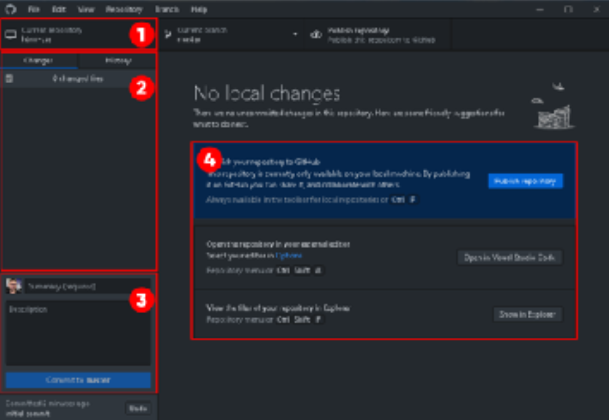 File Edit View Repository Branch Help
Current repository
1
Current branch
master
Publish repository
Publish this repository to GitHub
Changes History
0 changed files
2
No local changes
There are no uncommitted changes in this repository. Here are some friendly suggestions for
what to do next.
4
your repository to GitHub
repository is currently only available on your local machine. By publishing
it on GitHub you can share it, and collaborate with others.
Always available in the toolbar for local repositories or Ctrl P
Publish repository
Open the repository in your external editor
Select your editor in Options
Repository menu or Ctrl Shift A
Open in Visual Studio Code
View the files of your repository in Explorer
Repository menu or Ctrl Shift F
Show in Explorer
Summary (required)
3
Description
Commit to master
Committed minutes ago
Initial commit
Undo